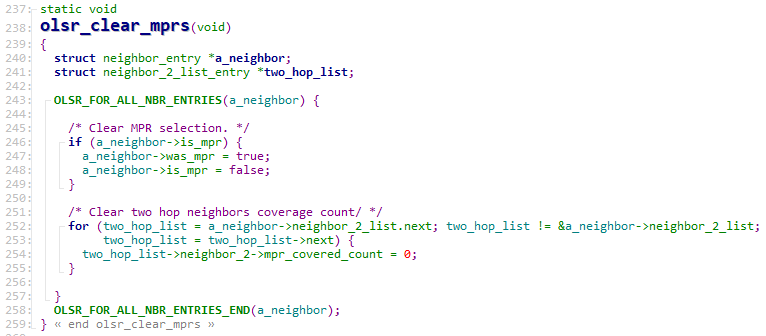 237: static void
238: olsr_clear_mprs(void)
239: {
240:   struct neighbor_entry *a_neighbor;
241:   struct neighbor_2_list_entry *two_hop_list;
242:
243:   OLSR_FOR_ALL_NBR_ENTRIES(a_neighbor) {
244:
245:     /* Clear MPR selection. */
246:     if (a_neighbor->is_mpr) {
247:       a_neighbor->was_mpr = true;
248:       a_neighbor->is_mpr = false;
249:     }
250:
251:     /* Clear two hop neighbors coverage count/ */
252:     for (two_hop_list = a_neighbor->neighbor_2_list.next; two_hop_list != &a_neighbor->neighbor_2_list;
253:          two_hop_list = two_hop_list->next) {
254:       two_hop_list->neighbor_2->mpr_covered_count = 0;
255:     }
256:
257:   }
258:   OLSR_FOR_ALL_NBR_ENTRIES_END(a_neighbor);
259: } « end olsr_clear_mprs »